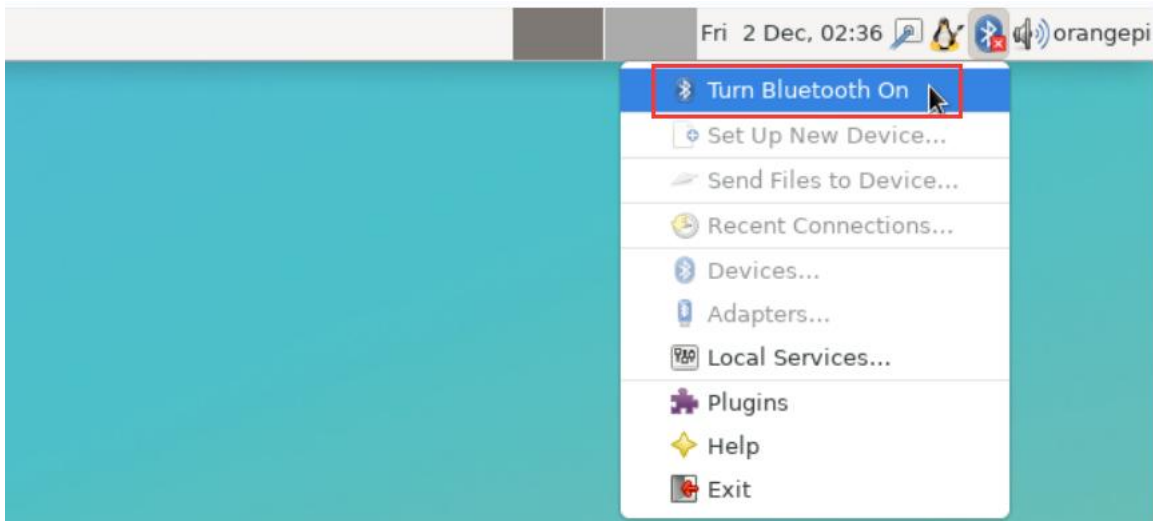 Fri 2 Dec, 02:36 orangepi
Turn Bluetooth On
Set Up New Device...
Send Files to Device...
Recent Connections...
Devices...
Adapters...
Local Services...
Plugins
Help
Exit